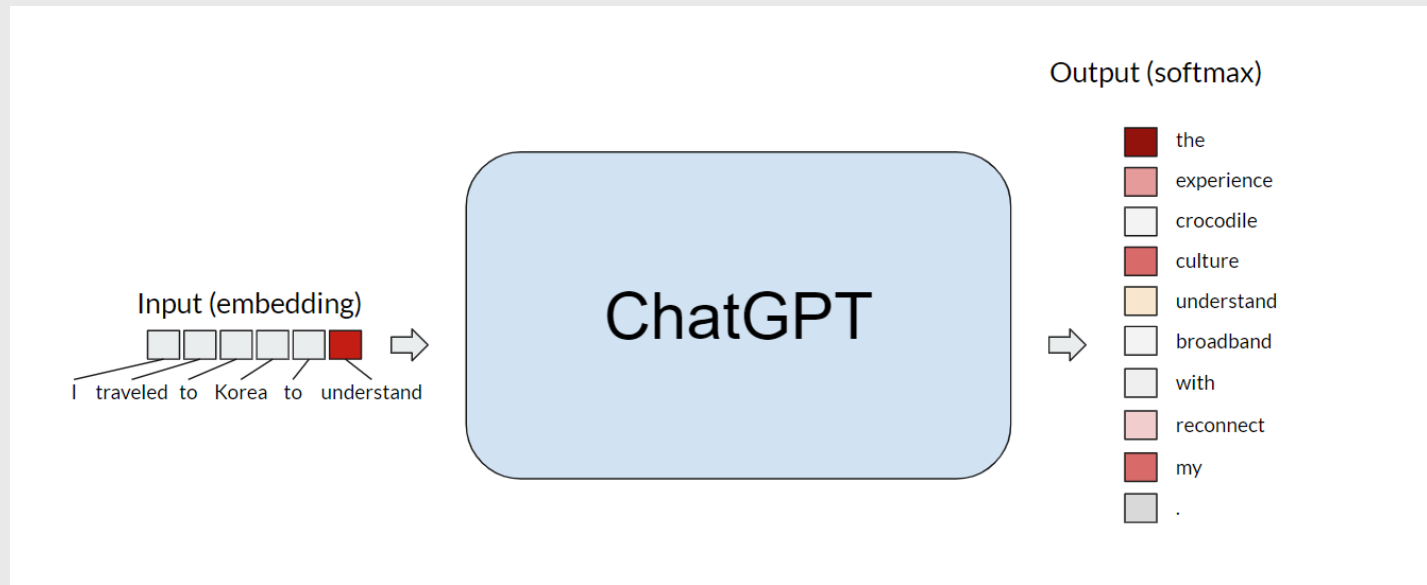 Output (softmax)
the
experience
crocodile
culture
understand
broadband
with
reconnect
my
.
ChatGPT
Input (embedding)
I traveled to Korea to understand